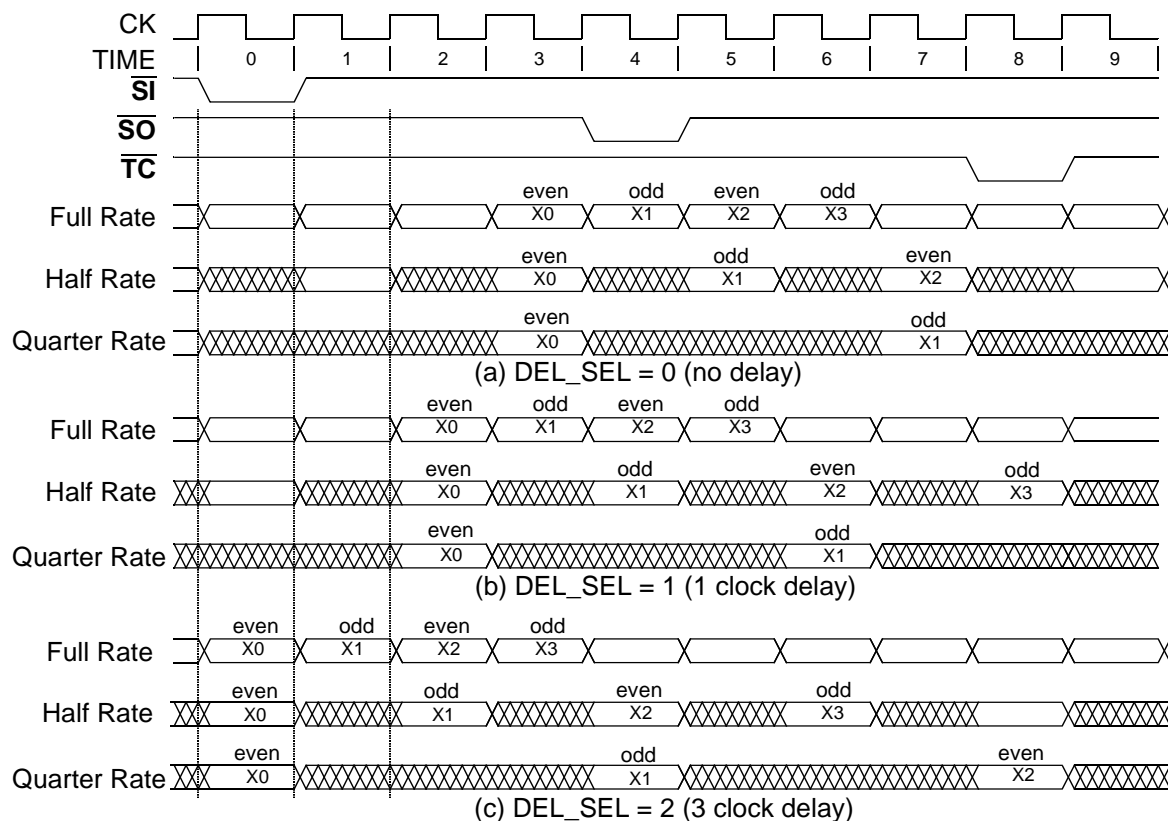 CK
TIME 0 1 2 3 4 5 6 7 8 9
SI
SO
TC
even odd even odd
Full Rate X0 X1 X2 X3
even odd even
Half Rate X0 X1 X2
even odd
Quarter Rate X0 X1
(a) DEL_SEL = 0 (no delay)
even odd even odd
Full Rate X0 X1 X2 X3
even odd even odd
Half Rate X0 X1 X2 X3
even odd
Quarter Rate X0 X1
(b) DEL_SEL = 1 (1 clock delay)
even odd even odd
Full Rate X0 X1 X2 X3
even odd even odd
Half Rate X0 X1 X2 X3
even odd even
Quarter Rate X0 X1 X2
(c) DEL_SEL = 2 (3 clock delay)